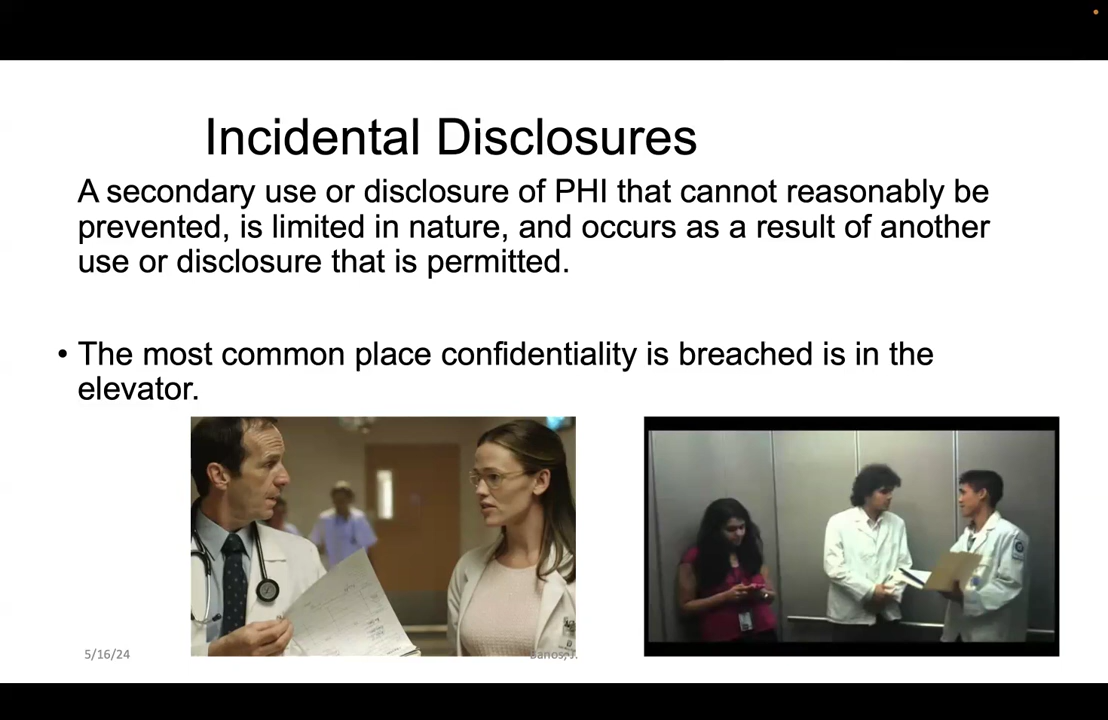 Incidental Disclosures
A secondary use or disclosure of PHI that cannot reasonably be
prevented, is limited in nature, and occurs as a result of another
use or disclosure that is permitted.
• The most common place confidentiality is breached is in the
elevator.
5/16/24